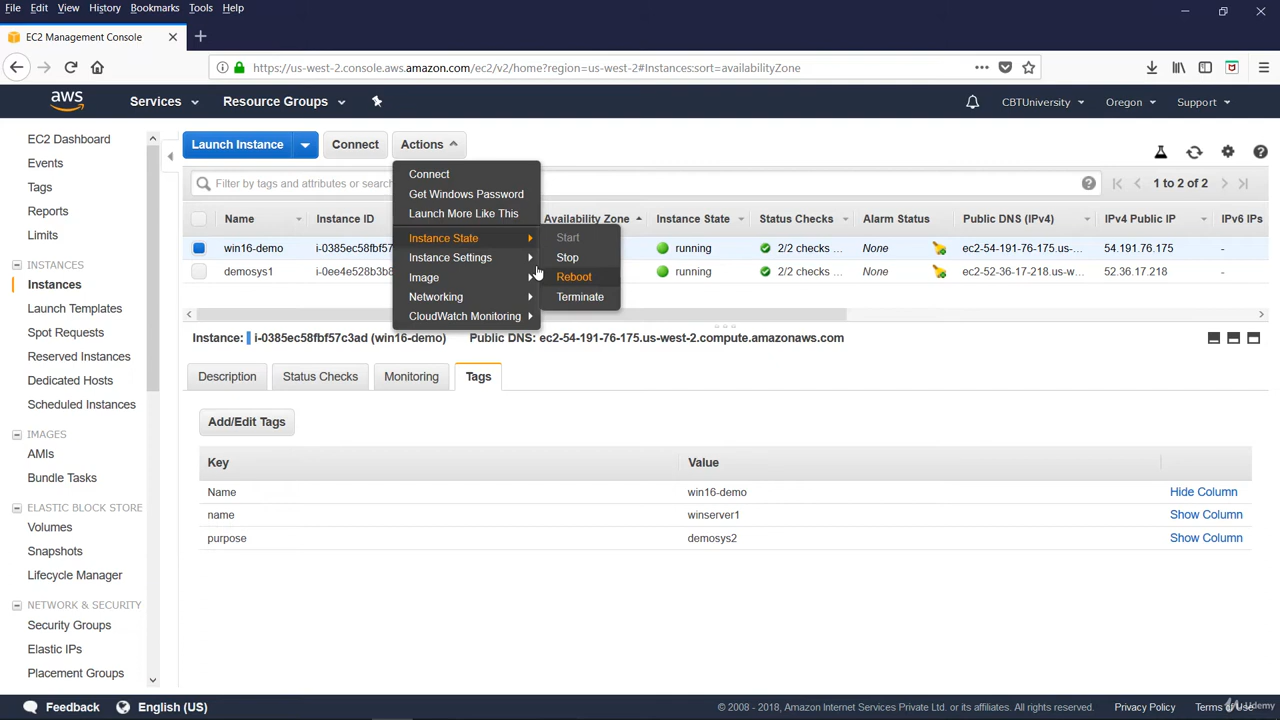 File Edit View History Bookmarks Tools Help
EC2 Management Console
https://us-west-2.console.aws.amazon.com/ec2/v2/home?region=us-west-2#Instances:sort=availabilityZone
aws Services Resource Groups CBTUniversity Oregon Support
EC2 Dashboard
Events
Tags
Reports
Limits
INSTANCES
Instances
Launch Templates
Spot Requests
Reserved Instances
Dedicated Hosts
Scheduled Instances
IMAGES
AMIs
Bundle Tasks
ELASTIC BLOCK STORE
Volumes
Snapshots
Lifecycle Manager
NETWORK & SECURITY
Security Groups
Elastic IPs
Placement Groups
Launch Instance Connect Actions
Filter by tags and attributes or search 1 to 2 of 2
Connect
Get Windows Password
Launch More Like This
Instance State
Instance Settings
Image
Networking
CloudWatch Monitoring
Start
Stop
Reboot
Terminate
Name Instance ID Availability Zone Instance State Status Checks Alarm Status Public DNS (IPv4) IPv4 Public IP IPv6 IPs
win16-demo i-0385ec58fbf57 running 2/2 checks ... None ec2-54-191-76-175.us-... 54.191.76.175 -
demosys1 i-0ee4e528b3b8 running 2/2 checks ... None ec2-52-36-17-218.us-w... 52.36.17.218 -
Instance: i-0385ec58fbf57c3ad (win16-demo) Public DNS: ec2-54-191-76-175.us-west-2.compute.amazonaws.com
Description Status Checks Monitoring Tags
Add/Edit Tags
Key Value
Name win16-demo Hide Column
name winserver1 Show Column
purpose demosys2 Show Column
Feedback English (US) © 2008 - 2018, Amazon Internet Services Private Ltd. or its affiliates. All rights reserved. Privacy Policy Terms of Use
Udemy